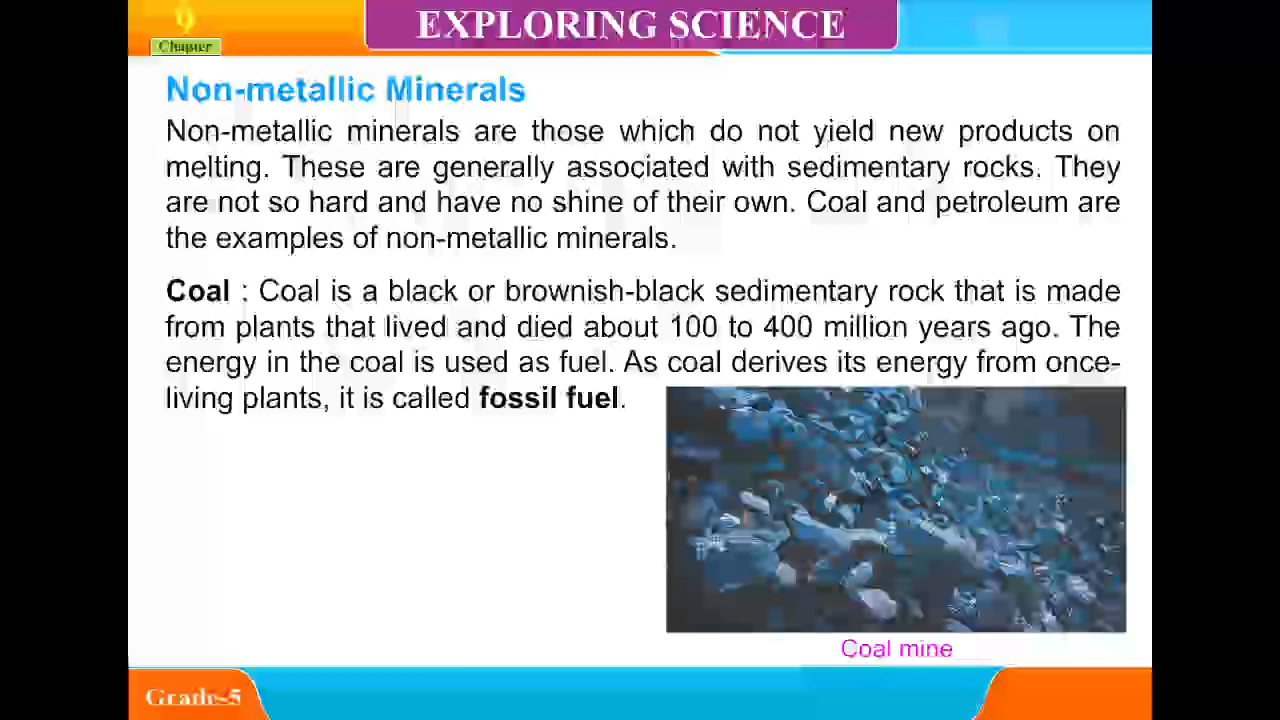 9
Chapter
EXPLORING SCIENCE
Non-metallic Minerals
Non-metallic minerals are those which do not yield new products on
melting. These are generally associated with sedimentary rocks. They
are not so hard and have no shine of their own. Coal and petroleum are
the examples of non-metallic minerals.
Coal : Coal is a black or brownish-black sedimentary rock that is made
from plants that lived and died about 100 to 400 million years ago. The
energy in the coal is used as fuel. As coal derives its energy from once-
living plants, it is called fossil fuel.
Coal mine
Grade-5